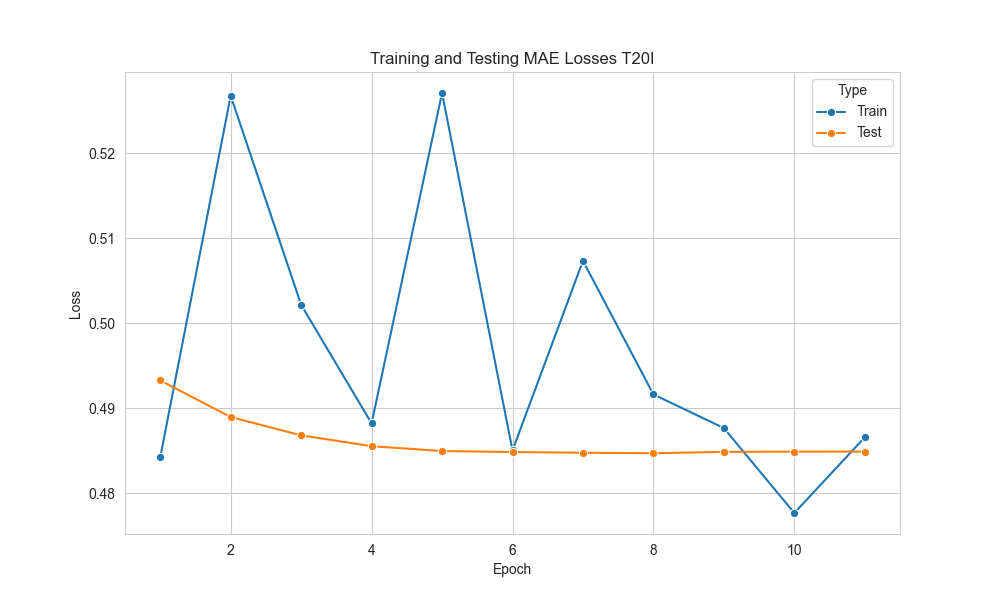 Training and Testing MAE Losses T20I
Type
Train
Test
0.52
0.51
0.50
0.49
0.48
Loss
2
4
6
8
10
Epoch